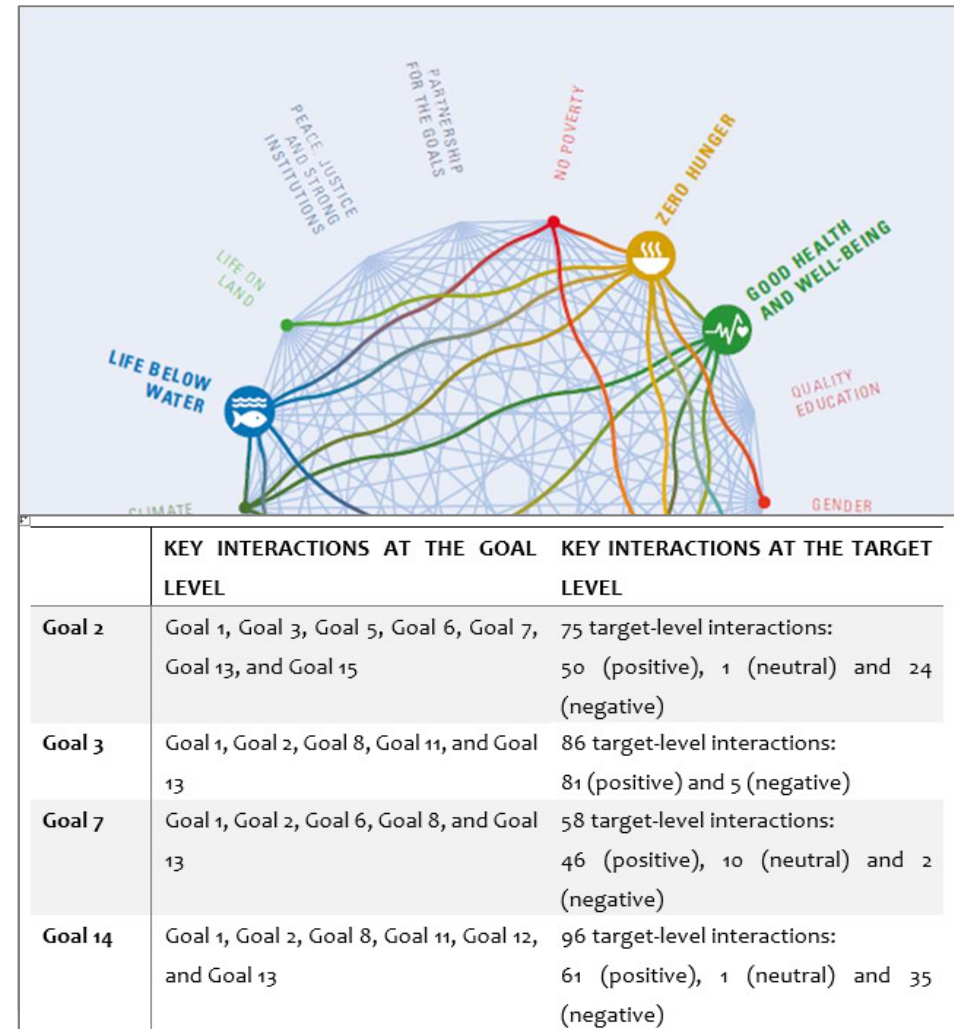 PARTNERSHIP
FOR THE GOALS
PEACE, JUSTICE
AND STRONG
INSTITUTIONS
NO POVERTY
ZERO HUNGER
GOOD HEALTH
AND WELL-BEING
LIFE ON
LAND
LIFE BELOW
WATER
QUALITY
EDUCATION
CLIMATE
GENDER
KEY INTERACTIONS AT THE GOAL
LEVEL
KEY INTERACTIONS AT THE TARGET
LEVEL
Goal 2
Goal 1, Goal 3, Goal 5, Goal 6, Goal 7,
Goal 13, and Goal 15
75 target-level interactions:
50 (positive), 1 (neutral) and 24
(negative)
Goal 3
Goal 1, Goal 2, Goal 8, Goal 11, and Goal
13
86 target-level interactions:
81 (positive) and 5 (negative)
Goal 7
Goal 1, Goal 2, Goal 6, Goal 8, and Goal
13
58 target-level interactions:
46 (positive), 10 (neutral) and 2
(negative)
Goal 14
Goal 1, Goal 2, Goal 8, Goal 11, Goal 12,
and Goal 13
96 target-level interactions:
61 (positive), 1 (neutral) and 35
(negative)